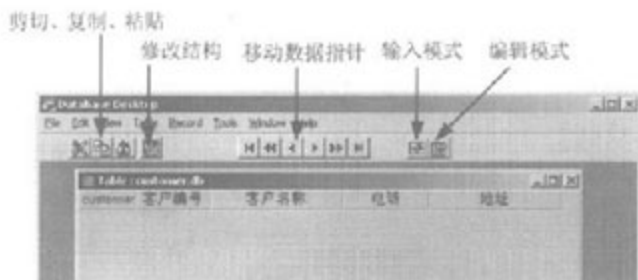 剪切、复制、粘贴
修改结构 移动数据指针 输入模式 编辑模式
Database Desktop
File Edit View Table Record Tools Window Help
Table : customer.db
customer 客户编号 客户名称 电话 地址